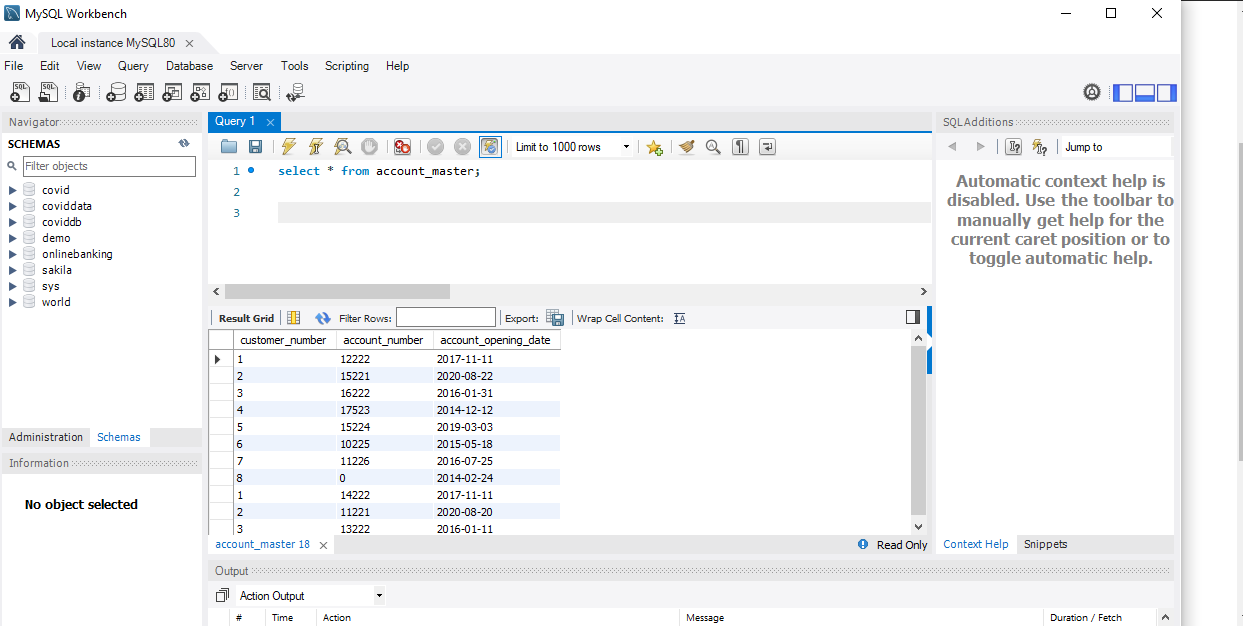 MySQL Workbench
Local instance MySQL80
File Edit View Query Database Server Tools Scripting Help
Navigator
SCHEMAS
Filter objects
covid
coviddata
coviddb
demo
onlinebanking
sakila
sys
world
Administration Schemas
Information
No object selected
Query 1
Limit to 1000 rows
1 select * from account_master;
2
3
Result Grid Filter Rows: Export: Wrap Cell Content:
customer_number account_number account_opening_date
1 12222 2017-11-11
2 15221 2020-08-22
3 16222 2016-01-31
4 17523 2014-12-12
5 15224 2019-03-03
6 10225 2015-05-18
7 11226 2016-07-25
8 0 2014-02-24
1 14222 2017-11-11
2 11221 2020-08-20
3 13222 2016-01-11
account_master 18 Read Only
Output
Action Output
# Time Action Message Duration / Fetch
SQLAdditions
Jump to
Automatic context help is
disabled. Use the toolbar to
manually get help for the
current caret position or to
toggle automatic help.
Context Help Snippets